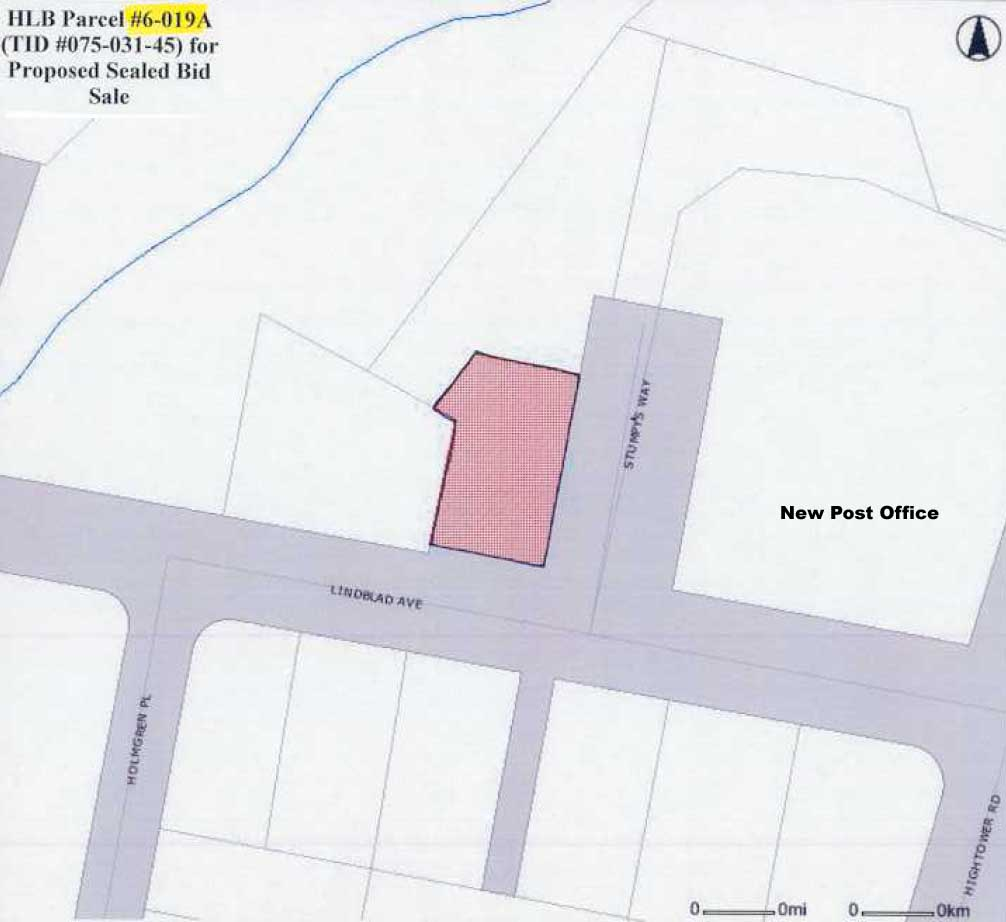 HLB Parcel #6-019A
(TID #075-031-45) for
Proposed Sealed Bid
Sale
STUMPYS WAY
New Post Office
LINDBLAD AVE
HOLMGREN PL
HIGHTOWER RD
0 0mi 0 0km